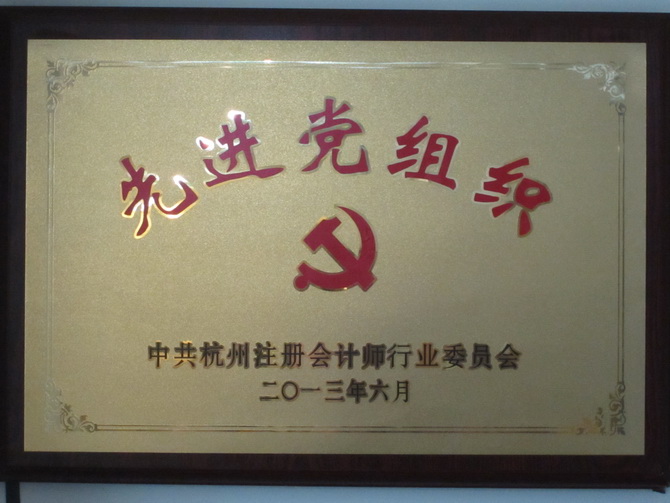 先进党组织
中共杭州注册会计师行业委员会
二〇一三年六月